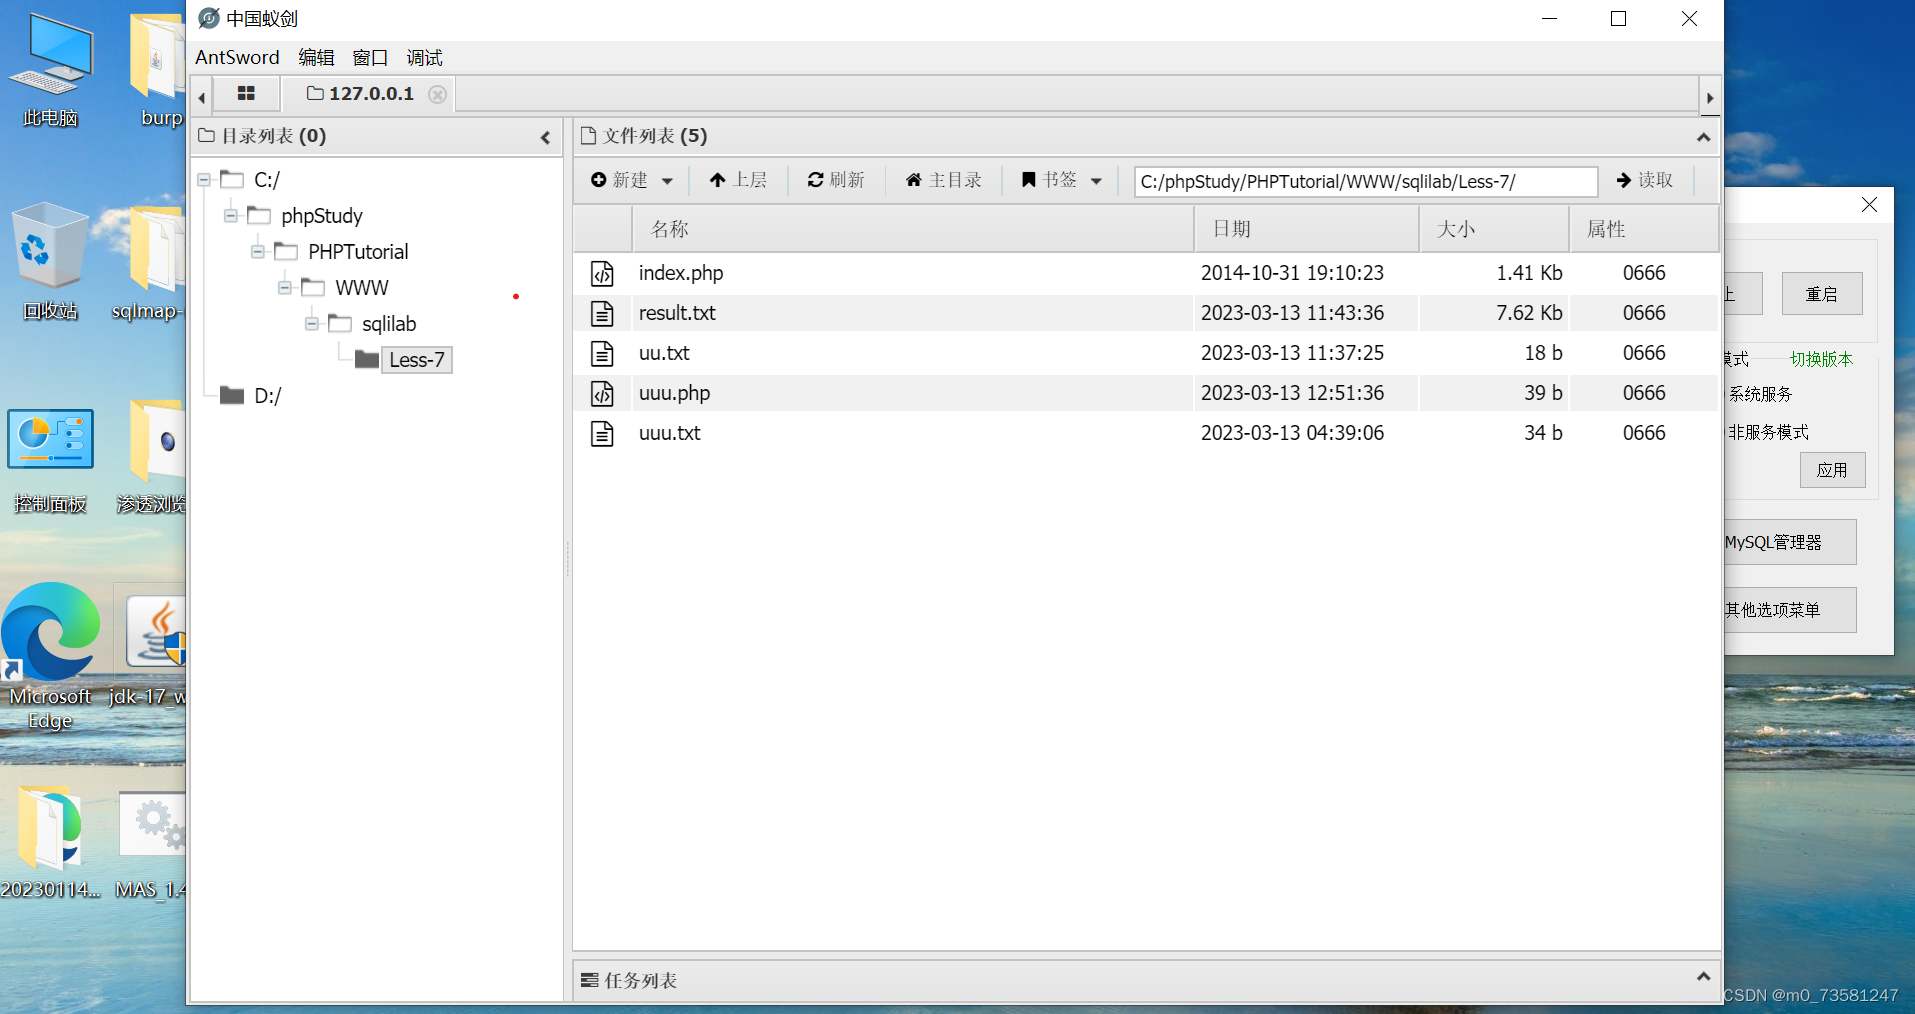 中国蚁剑
AntSword 编辑 窗口 调试
127.0.0.1
目录列表 (0)
C:/
phpStudy
PHPTutorial
WWW
sqlilab
Less-7
D:/
文件列表 (5)
新建 上层 刷新 主目录 书签 C:/phpStudy/PHPTutorial/WWW/sqlilab/Less-7/ 读取
名称 日期 大小 属性
index.php 2014-10-31 19:10:23 1.41 Kb 0666
result.txt 2023-03-13 11:43:36 7.62 Kb 0666
uu.txt 2023-03-13 11:37:25 18 b 0666
uuu.php 2023-03-13 12:51:36 39 b 0666
uuu.txt 2023-03-13 04:39:06 34 b 0666
任务列表
此电脑 burp
回收站 sqlmap-
控制面板 渗透浏览
Microsoft Edge
jdk-17_w
20230114... MAS_1.4
重启
模式 切换版本
系统服务
非服务模式
应用
MySQL管理器
其他选项菜单
CSDN @m0_73581247